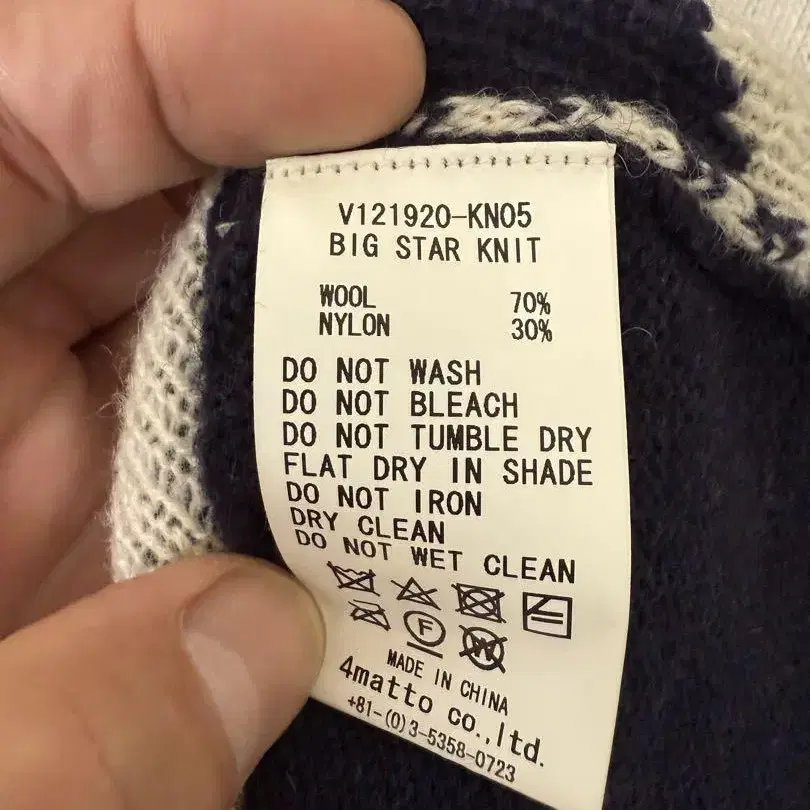 V121920-KN05
BIG STAR KNIT
WOOL 70%
NYLON 30%
DO NOT WASH
DO NOT BLEACH
DO NOT TUMBLE DRY
FLAT DRY IN SHADE
DO NOT IRON
DRY CLEAN
DO NOT WET CLEAN
F
W
MADE IN CHINA
4matto co.,ltd.
+81-(0)3-5358-0723